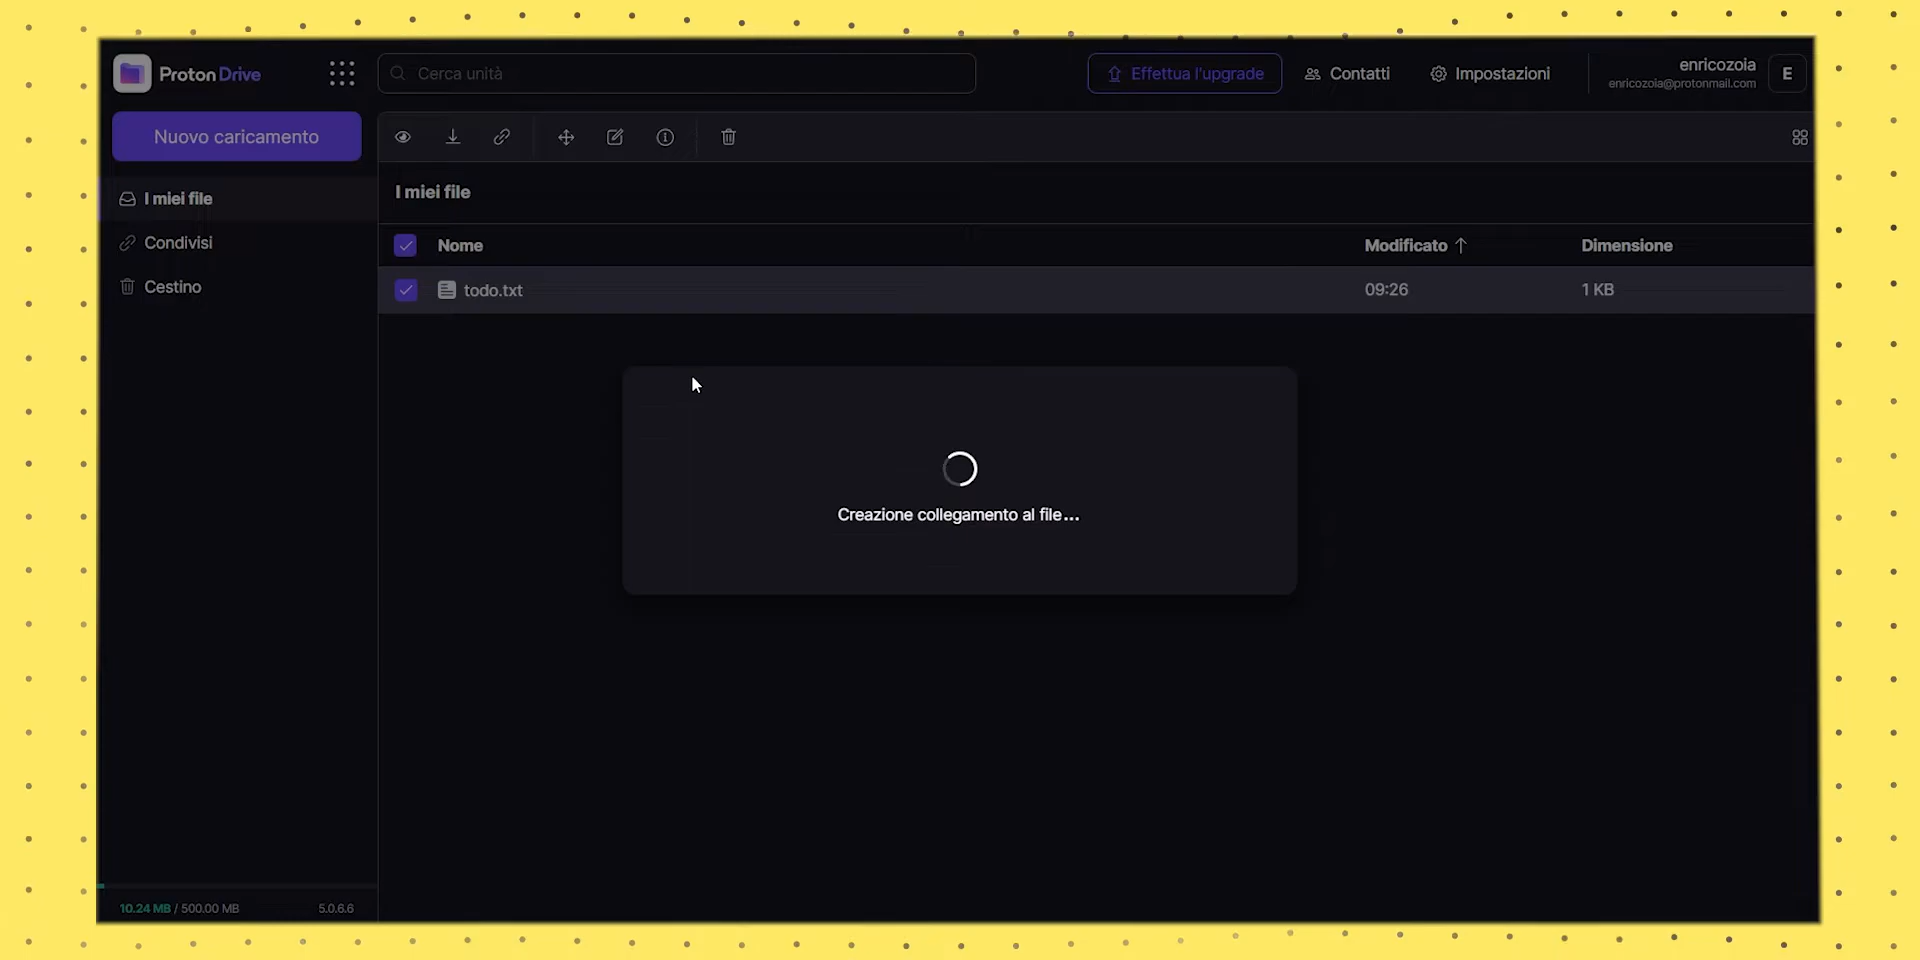 Proton Drive
Cerca unità
Effettua l'upgrade
Contatti
Impostazioni
enricozoia
enricozoia@protonmail.com
E
Nuovo caricamento
I miei file
Condivisi
Cestino
I miei file
Nome
Modificato
Dimensione
todo.txt
09:26
1 KB
Creazione collegamento al file...
10.24 MB / 500.00 MB
5.0.6.6